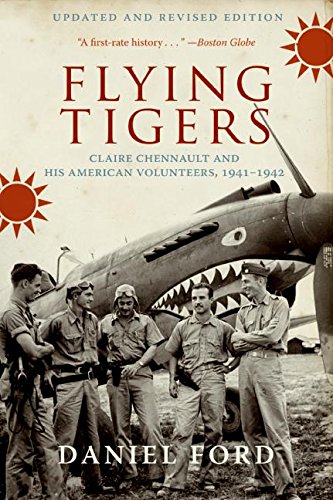 UPDATED AND REVISED EDITION
“A first-rate history . . .” —Boston Globe
FLYING
TIGERS
CLAIRE CHENNAULT AND
HIS AMERICAN VOLUNTEERS, 1941–1942
DANIEL FORD